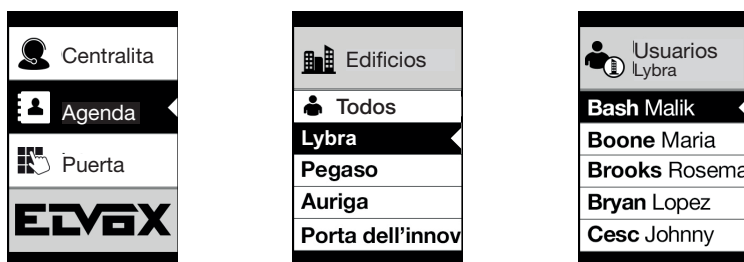 Centralita
Agenda
Puerta
ELVOX
Edificios
Todos
Lybra
Pegaso
Auriga
Porta dell'innov
Usuarios
Lybra
Bash Malik
Boone Maria
Brooks Rosema
Bryan Lopez
Cesc Johnny